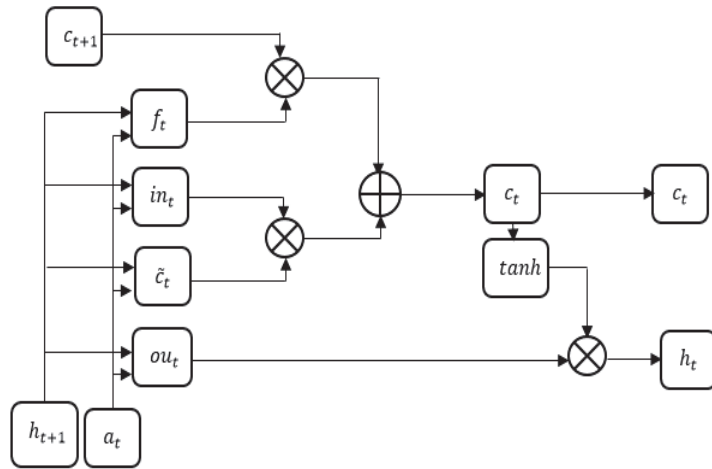 c_{t+1}
f_t
in_t
c_t
c_t
c̃_t
tanh
ou_t
h_t
h_{t+1}
a_t